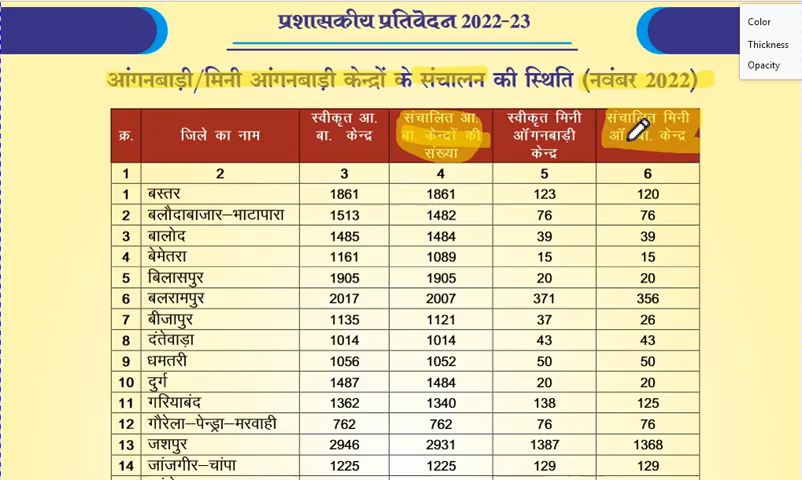 प्रशासकीय प्रतिवेदन 2022-23
Color
Thickness
Opacity
आंगनबाड़ी/मिनी आंगनबाड़ी केन्द्रों के संचालन की स्थिति (नवंबर 2022)
क्र. जिले का नाम स्वीकृत आ. बा. केन्द्र संचालित आ. बा. केन्द्रों की संख्या स्वीकृत मिनी ऑगनबाड़ी केन्द्र संचालित मिनी बा. केन्द्र
1 2 3 4 5 6
1 बस्तर 1861 1861 123 120
2 बलौदाबाजार–भाटापारा 1513 1482 76 76
3 बालोद 1485 1484 39 39
4 बेमेतरा 1161 1089 15 15
5 बिलासपुर 1905 1905 20 20
6 बलरामपुर 2017 2007 371 356
7 बीजापुर 1135 1121 37 26
8 दंतेवाड़ा 1014 1014 43 43
9 धमतरी 1056 1052 50 50
10 दुर्ग 1487 1484 20 20
11 गरियाबंद 1362 1340 138 125
12 गौरेला–पेन्ड्रा–मरवाही 762 762 76 76
13 जशपुर 2946 2931 1387 1368
14 जांजगीर–चांपा 1225 1225 129 129